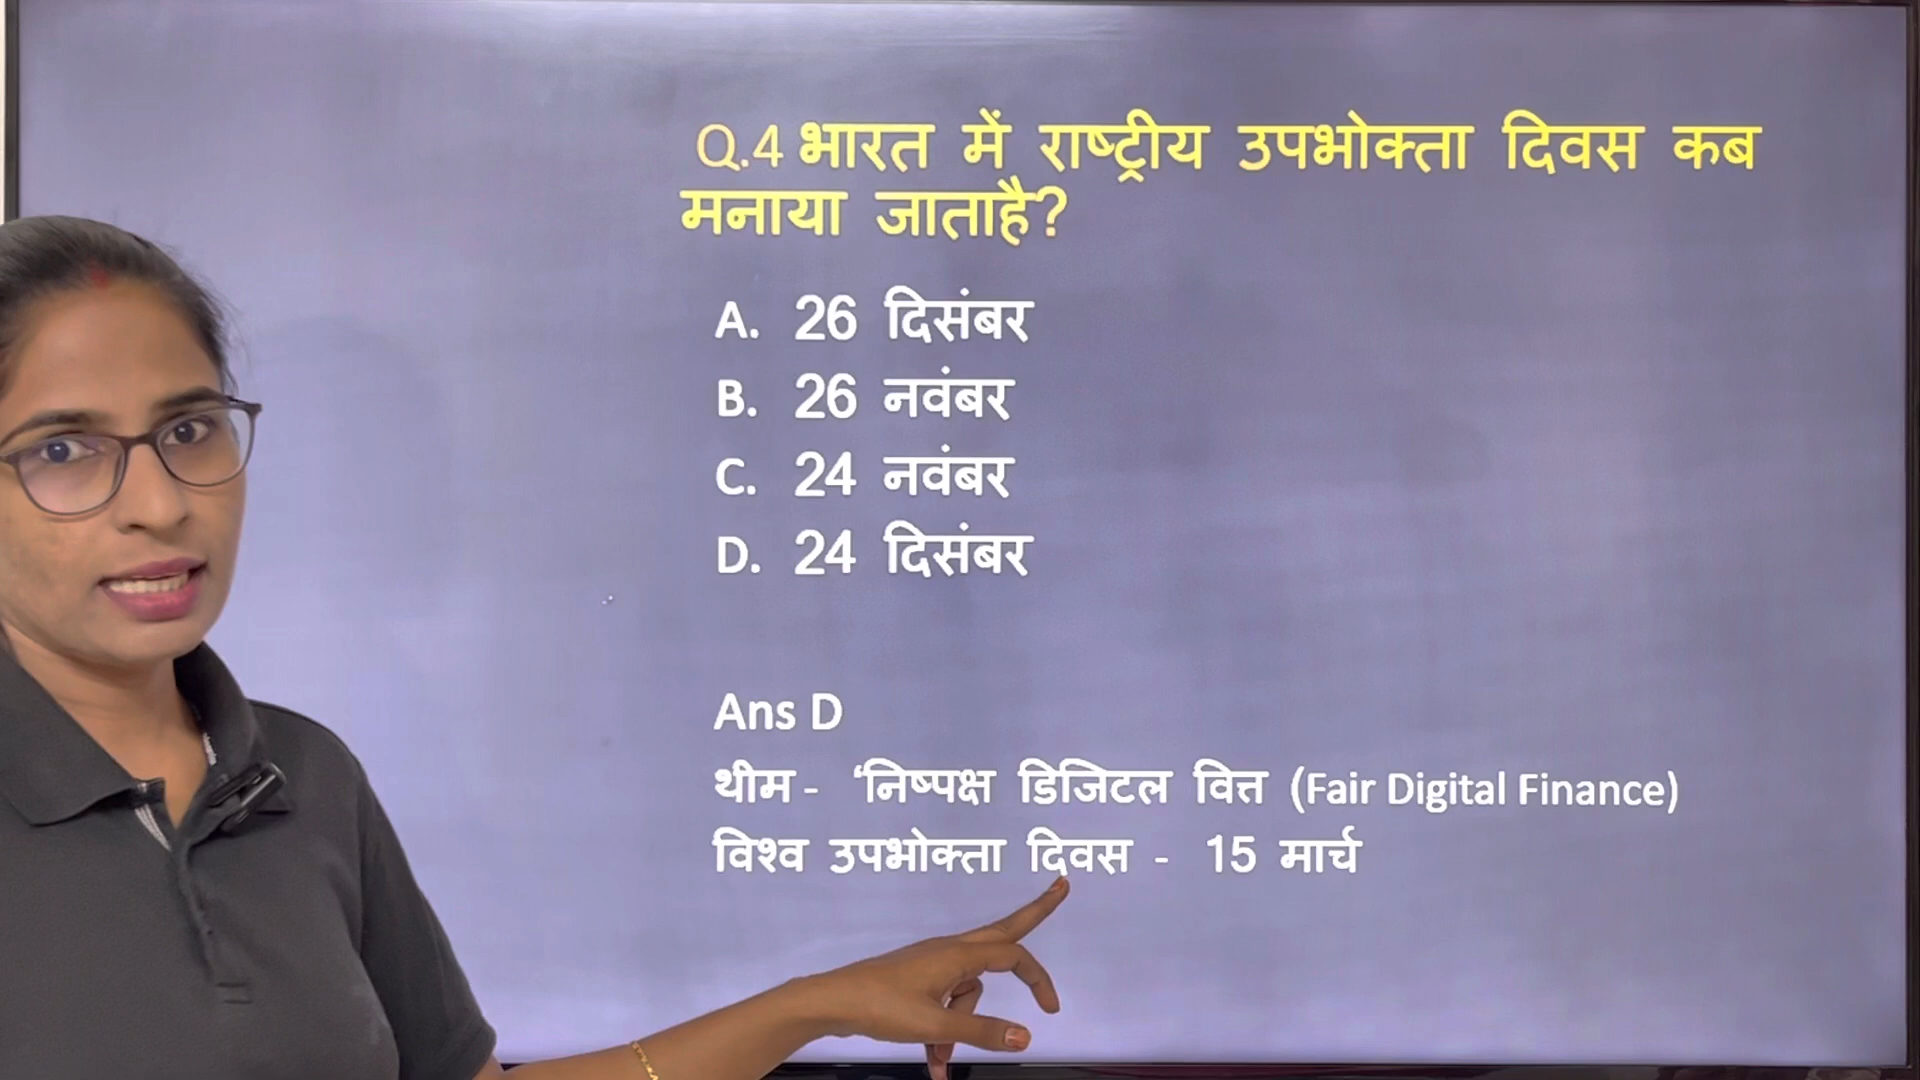 Q.4 भारत में राष्ट्रीय उपभोक्ता दिवस कब
मनाया जाताहै?
A. 26 दिसंबर
B. 26 नवंबर
C. 24 नवंबर
D. 24 दिसंबर
Ans D
थीम - ‘निष्पक्ष डिजिटल वित्त (Fair Digital Finance)
विश्व उपभोक्ता दिवस - 15 मार्च